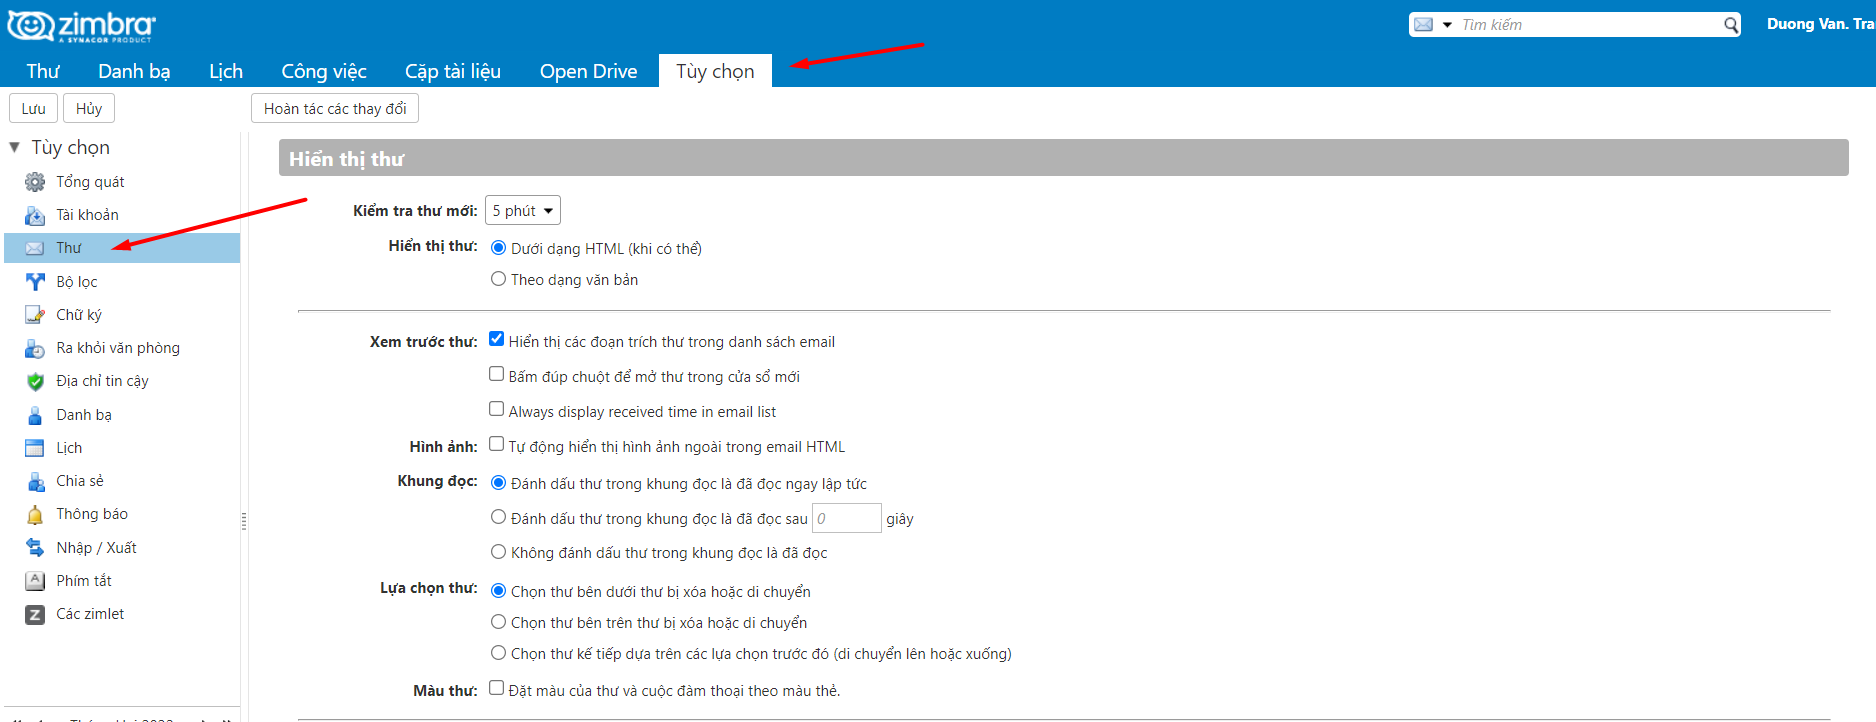 zimbra
A SYNACOR PRODUCT
Tìm kiếm
Duong Van. Tra
Thư Danh bạ Lịch Công việc Cặp tài liệu Open Drive Tùy chọn
Lưu Hủy Hoàn tác các thay đổi
Tùy chọn
Tổng quát
Tài khoản
Thư
Bộ lọc
Chữ ký
Ra khỏi văn phòng
Địa chỉ tin cậy
Danh bạ
Lịch
Chia sẻ
Thông báo
Nhập / Xuất
Phím tắt
Các zimlet
Hiển thị thư
Kiểm tra thư mới: 5 phút
Hiển thị thư: Dưới dạng HTML (khi có thể)
Theo dạng văn bản
Xem trước thư: Hiển thị các đoạn trích thư trong danh sách email
Bấm đúp chuột để mở thư trong cửa sổ mới
Always display received time in email list
Hình ảnh: Tự động hiển thị hình ảnh ngoài trong email HTML
Khung đọc: Đánh dấu thư trong khung đọc là đã đọc ngay lập tức
Đánh dấu thư trong khung đọc là đã đọc sau 0 giây
Không đánh dấu thư trong khung đọc là đã đọc
Lựa chọn thư: Chọn thư bên dưới thư bị xóa hoặc di chuyển
Chọn thư bên trên thư bị xóa hoặc di chuyển
Chọn thư kế tiếp dựa trên các lựa chọn trước đó (di chuyển lên hoặc xuống)
Màu thư: Đặt màu của thư và cuộc đàm thoại theo màu thẻ.